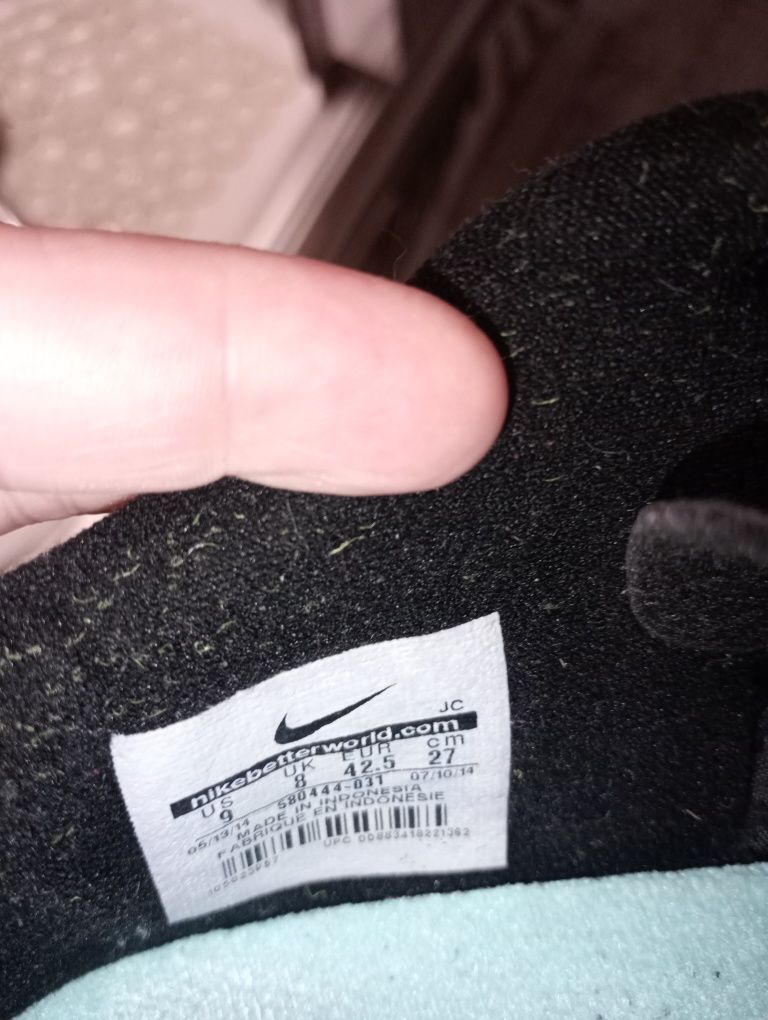 JC
nikebetterworld.com
US UK EUR cm
9 8 42.5 27
580444-031
05/13/14 07/10/14
MADE IN INDONESIA
FABRIQUE EN INDONESIE
UPC 00883418221362